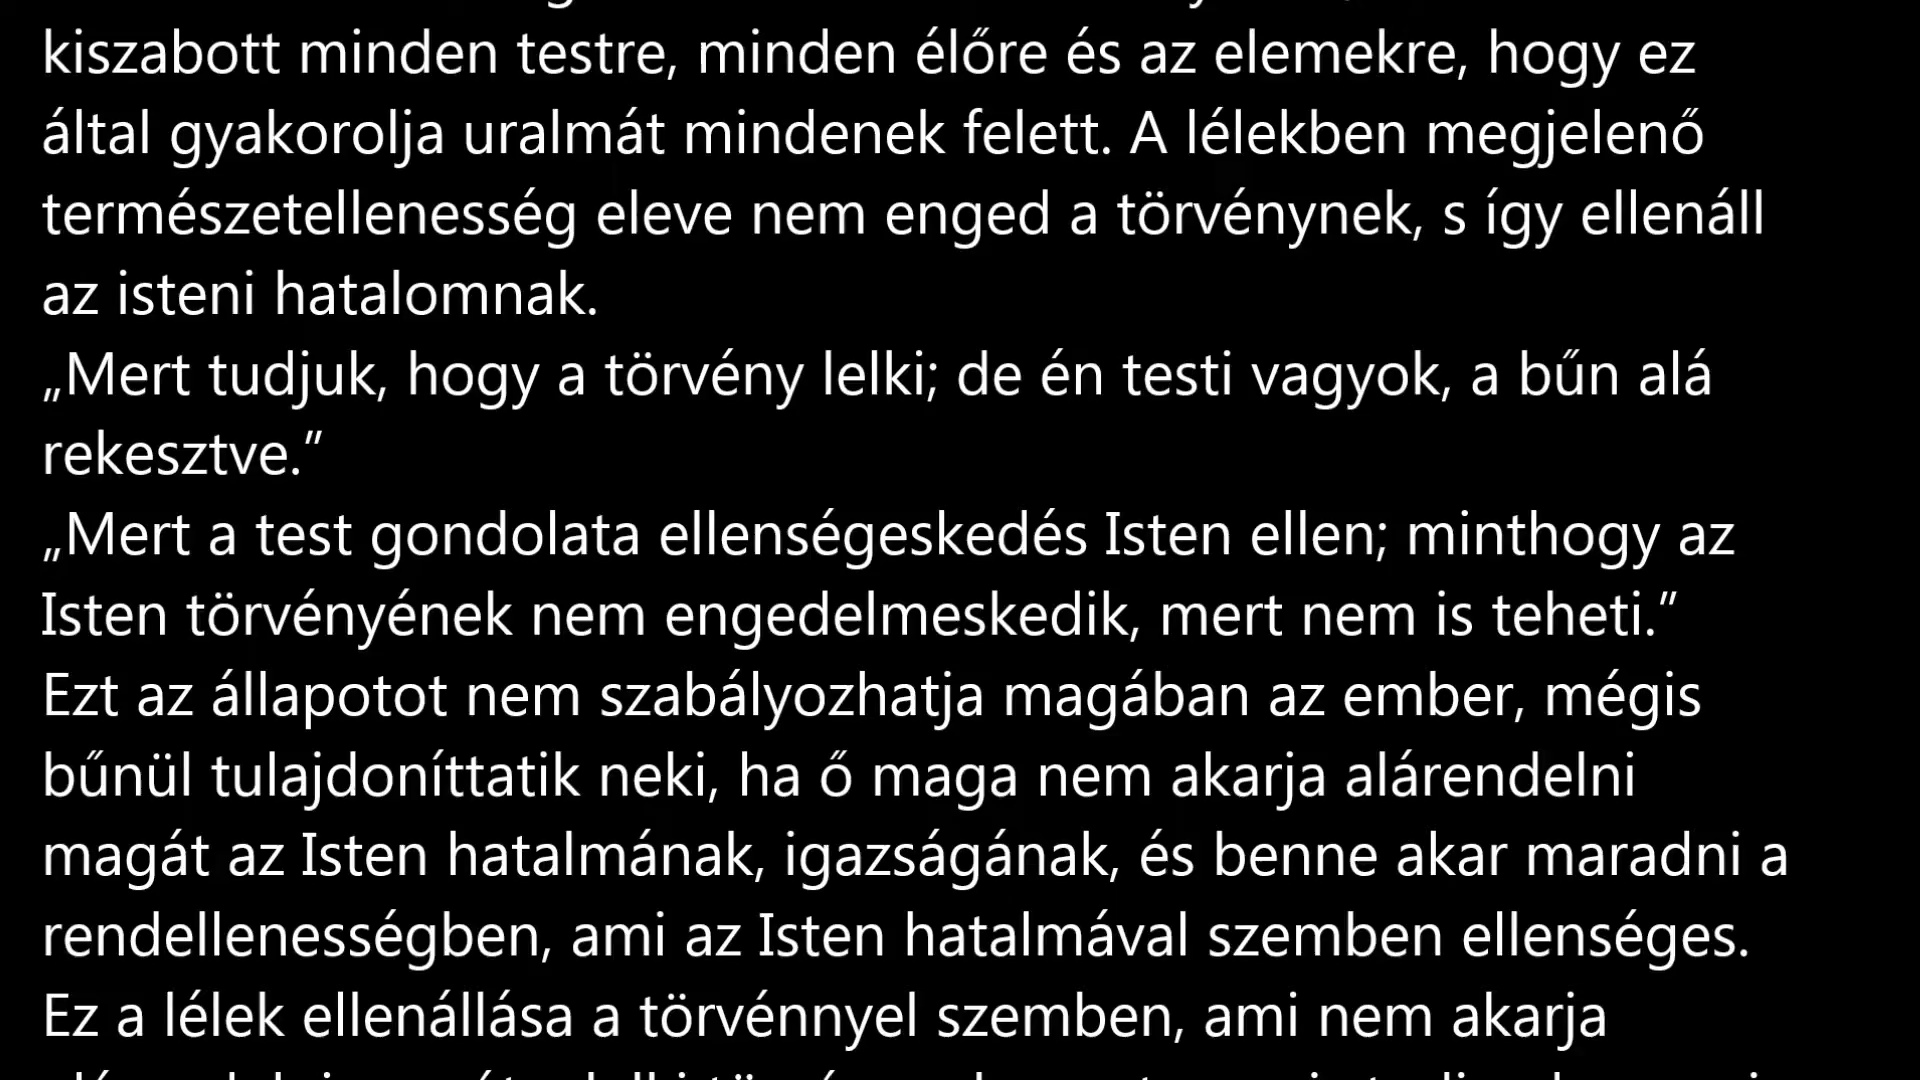 kiszabott minden testre, minden élőre és az elemekre, hogy ez
által gyakorolja uralmát mindenek felett. A lélekben megjelenő
természetellenesség eleve nem enged a törvénynek, s így ellenáll
az isteni hatalomnak.
„Mert tudjuk, hogy a törvény lelki; de én testi vagyok, a bűn alá
rekesztve.”
„Mert a test gondolata ellenségeskedés Isten ellen; minthogy az
Isten törvényének nem engedelmeskedik, mert nem is teheti.”
Ezt az állapotot nem szabályozhatja magában az ember, mégis
bűnül tulajdoníttatik neki, ha ő maga nem akarja alárendelni
magát az Isten hatalmának, igazságának, és benne akar maradni a
rendellenességben, ami az Isten hatalmával szemben ellenséges.
Ez a lélek ellenállása a törvénnyel szemben, ami nem akarja